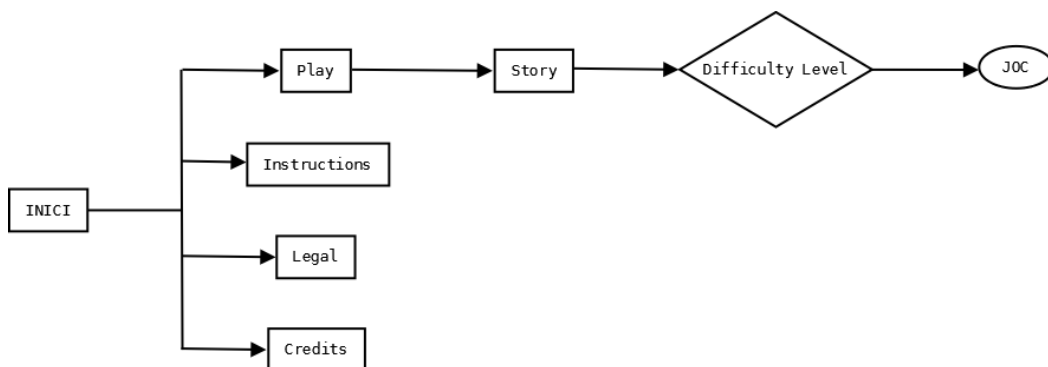 Play
Story
Difficulty Level
JOC
Instructions
INICI
Legal
Credits